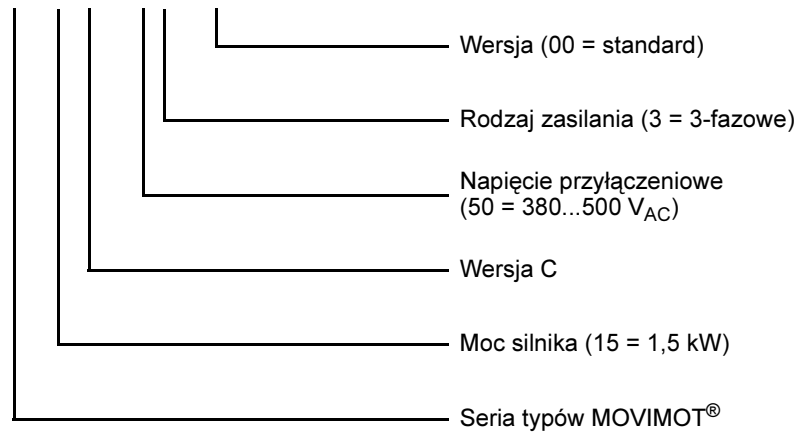 Wersja (00 = standard)
Rodzaj zasilania (3 = 3-fazowe)
Napięcie przyłączeniowe
(50 = 380...500 VAC)
Wersja C
Moc silnika (15 = 1,5 kW)
Seria typów MOVIMOT®